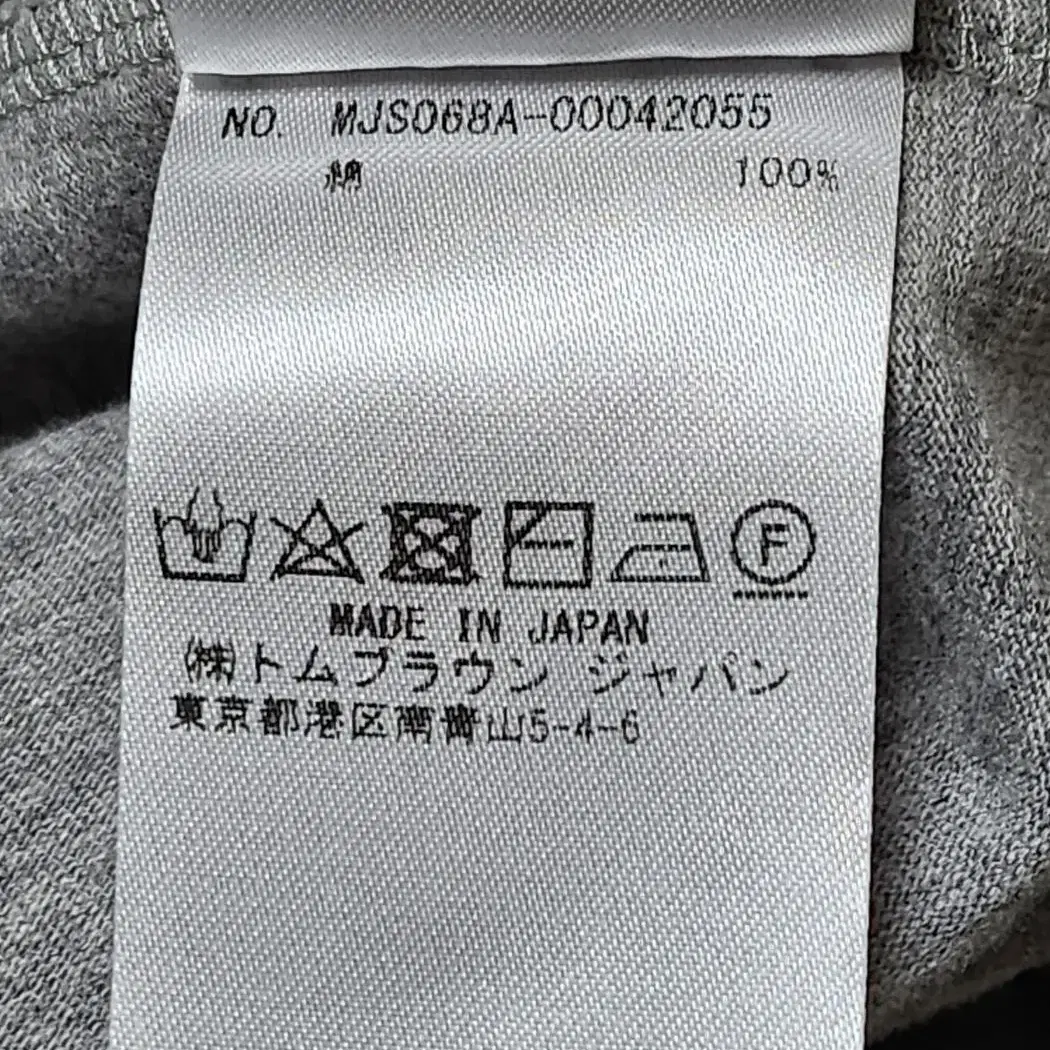 NO. MJS068A-00042055
綿 100%
F
MADE IN JAPAN
(株)トムブラウン ジャパン
東京都港区南青山5-4-6